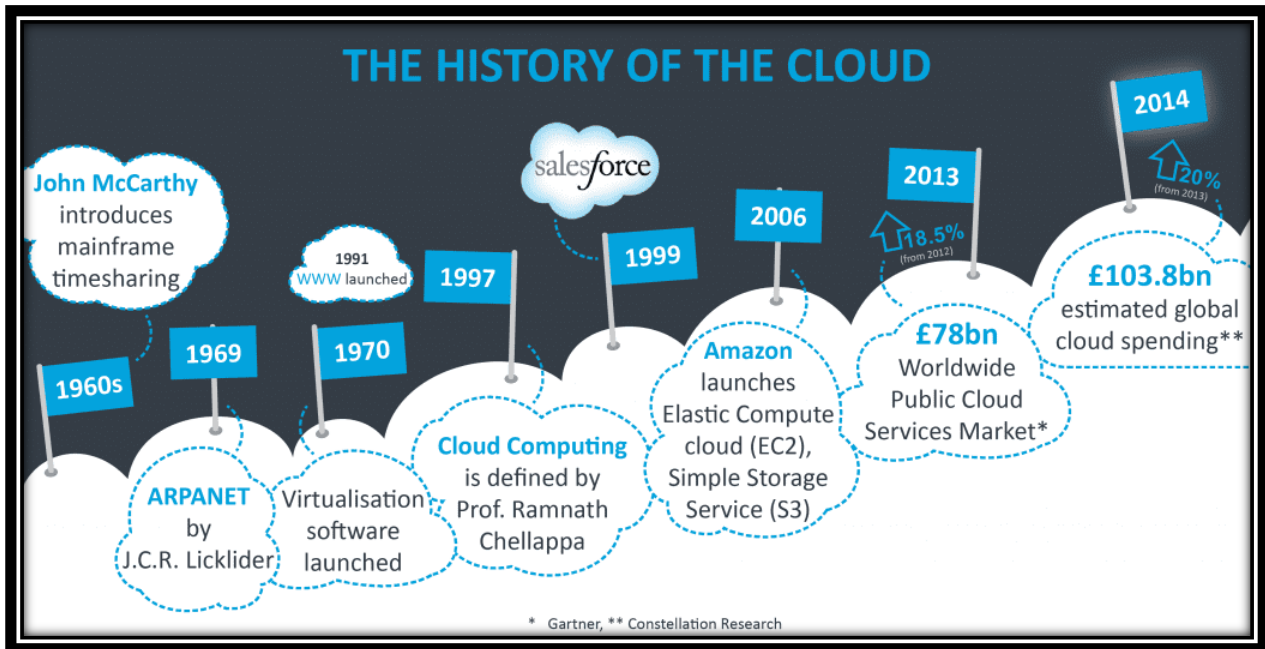 THE HISTORY OF THE CLOUD
John McCarthy
introduces
mainframe
timesharing
1960s
1969
ARPANET
by
J.C.R. Licklider
1970
Virtualisation
software
launched
1991
WWW launched
1997
Cloud Computing
is defined by
Prof. Ramnath
Chellappa
salesforce
1999
2006
Amazon
launches
Elastic Compute
cloud (EC2),
Simple Storage
Service (S3)
2013
18.5%
(from 2012)
£78bn
Worldwide
Public Cloud
Services Market*
2014
20%
(from 2013)
£103.8bn
estimated global
cloud spending**
* Gartner, ** Constellation Research